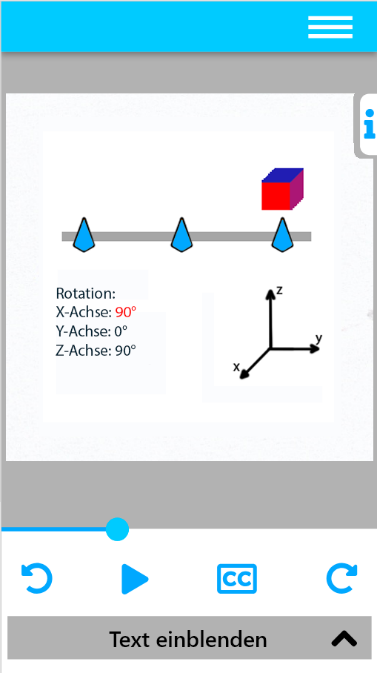 i
Rotation:
X-Achse: 90°
Y-Achse: 0°
Z-Achse: 90°
z
y
x
CC
Text einblenden